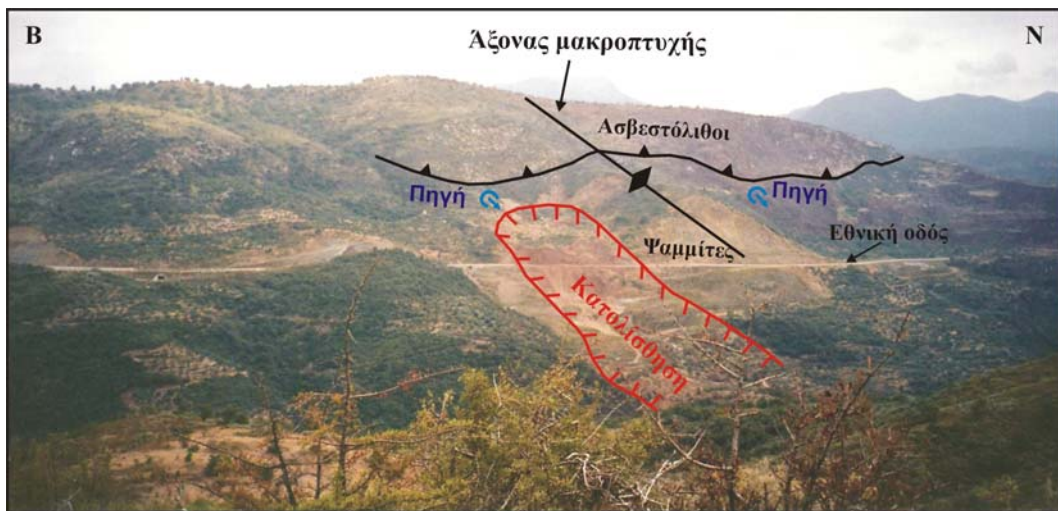 Β
Ν
Άξονας μακροπτυχής
Ασβεστόλιθοι
Πηγή
Πηγή
Εθνική οδός
Ψαμμίτες
Κατολίσθηση